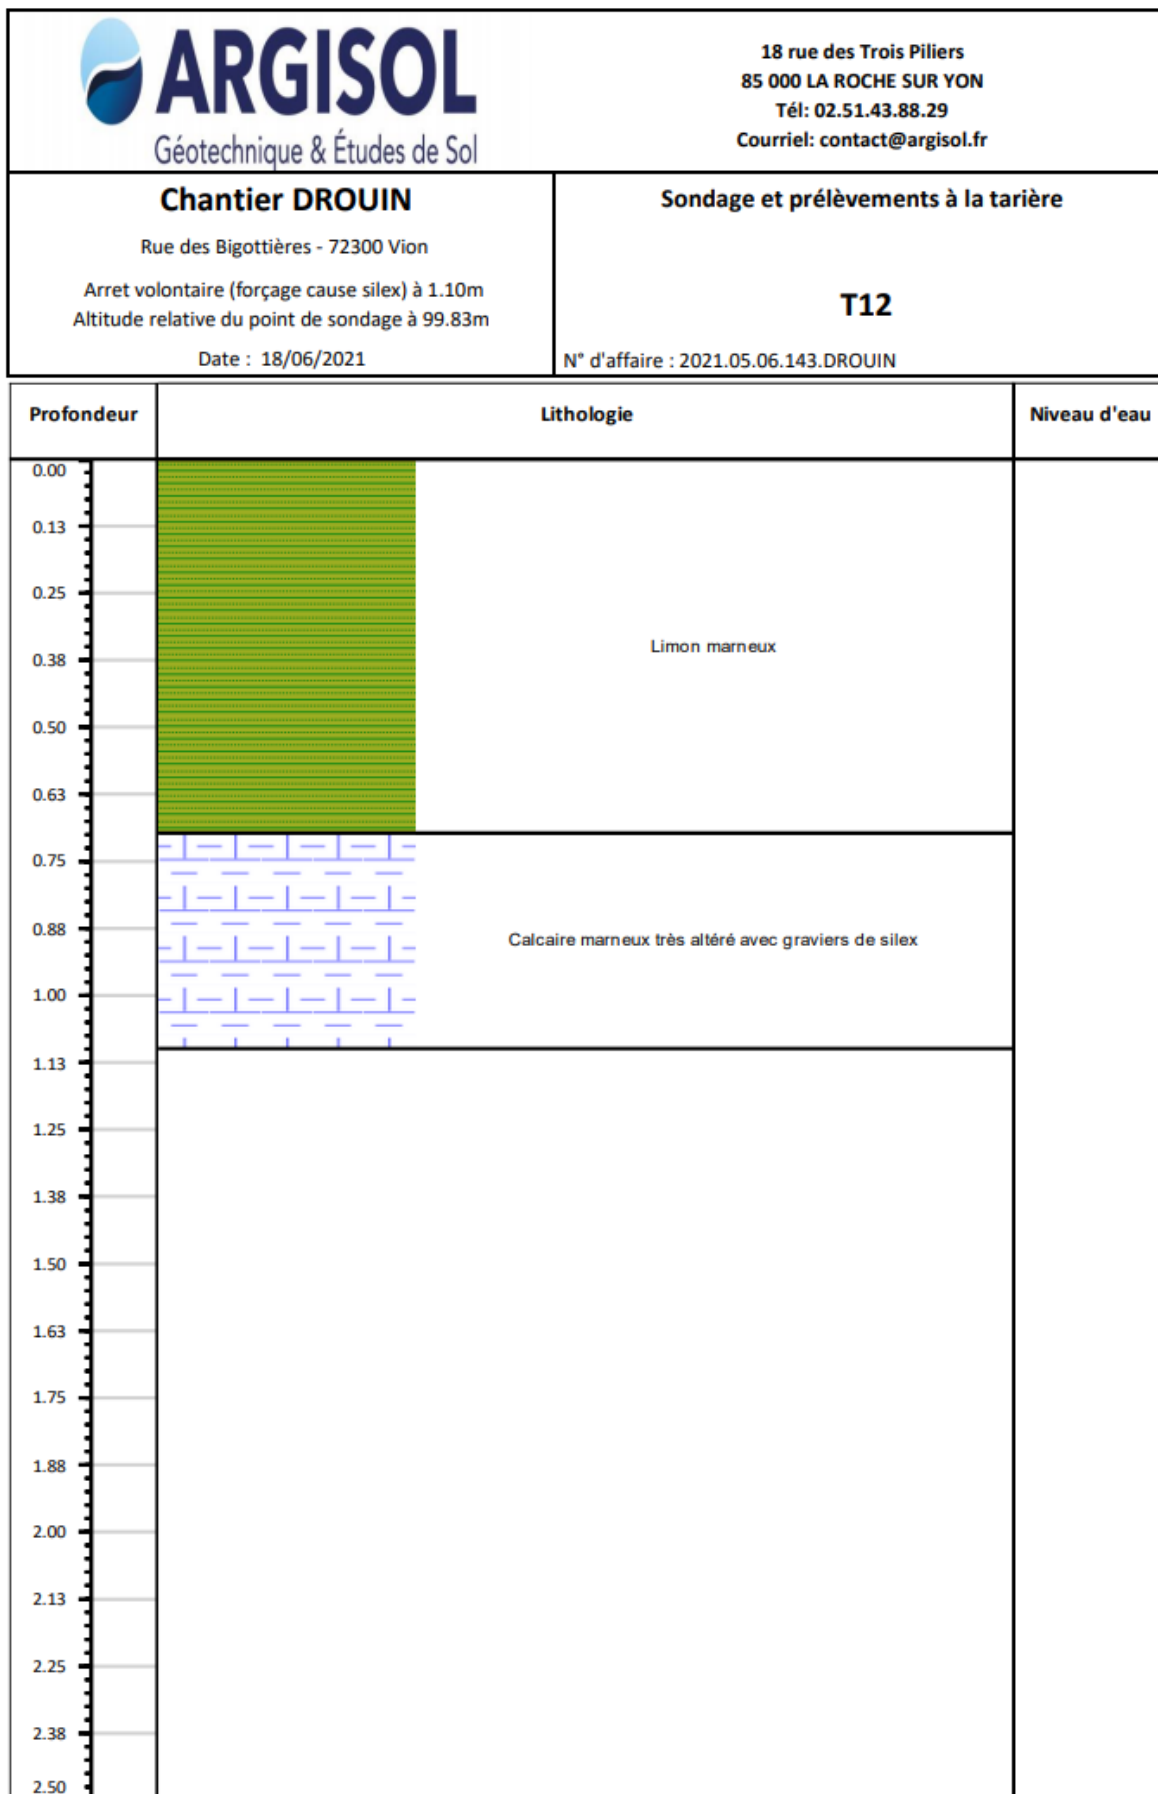 ARGISOL
Géotechnique & Études de Sol
18 rue des Trois Piliers
85 000 LA ROCHE SUR YON
Tél: 02.51.43.88.29
Courriel: contact@argisol.fr
Chantier DROUIN
Rue des Bigottières - 72300 Vion
Arret volontaire (forçage cause silex) à 1.10m
Altitude relative du point de sondage à 99.83m
Date : 18/06/2021
Sondage et prélèvements à la tarière
T12
N° d'affaire : 2021.05.06.143.DROUIN
Profondeur
Lithologie
Niveau d'eau
0.00
0.13
0.25
0.38
Limon marneux
0.50
0.63
0.75
0.88
Calcaire marneux très altéré avec graviers de silex
1.00
1.13
1.25
1.38
1.50
1.63
1.75
1.88
2.00
2.13
2.25
2.38
2.50